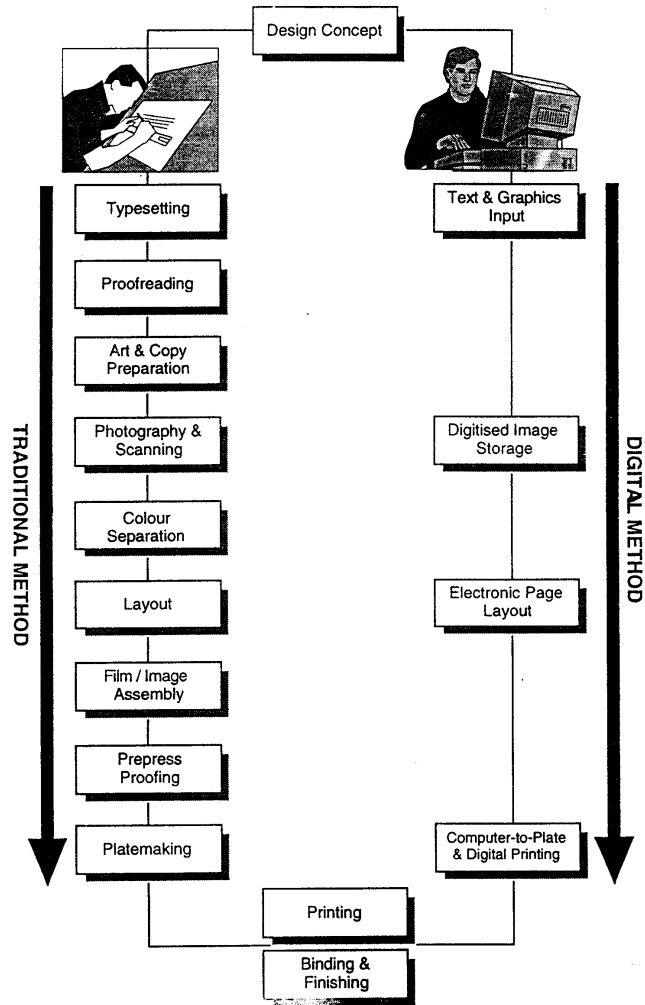 Design Concept
Typesetting
Proofreading
Art & Copy
Preparation
Photography &
Scanning
Colour
Separation
Layout
Film / Image
Assembly
Prepress
Proofing
Platemaking
TRADITIONAL METHOD
Text & Graphics
Input
Digitised Image
Storage
Electronic Page
Layout
Computer-to-Plate
& Digital Printing
DIGITAL METHOD
Printing
Binding &
Finishing